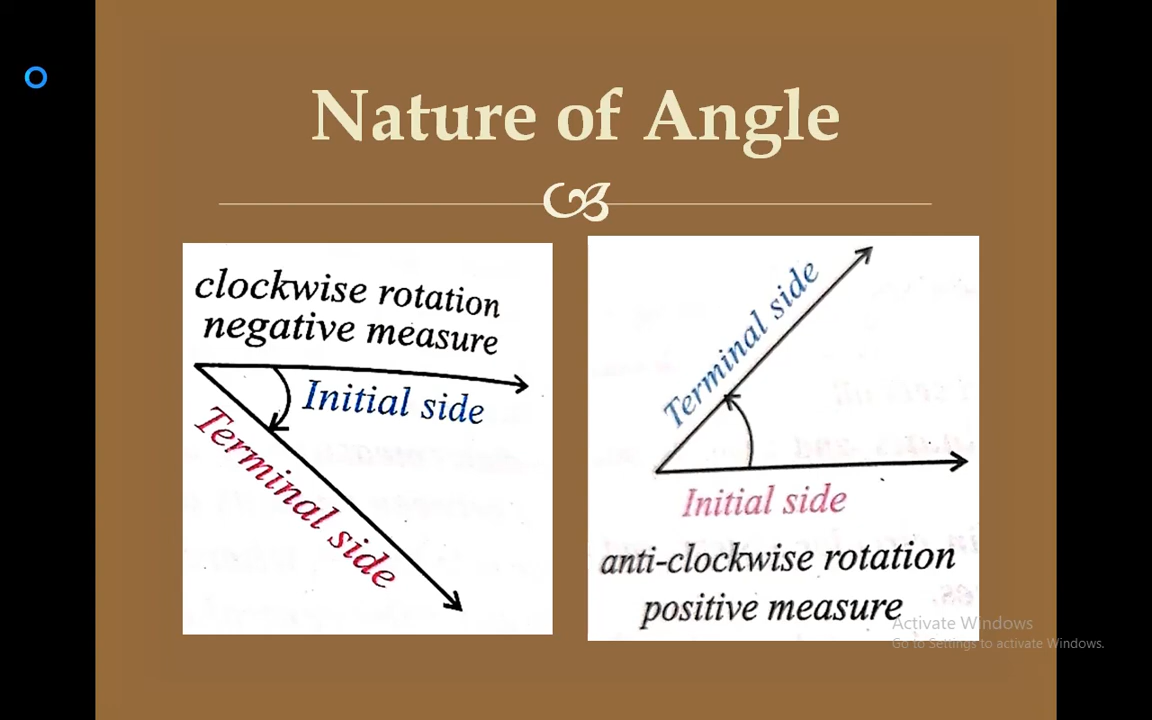 Nature of Angle
clockwise rotation
negative measure
Initial side
Terminal side
Terminal side
Initial side
anti-clockwise rotation
positive measure
Activate Windows
Go to Settings to activate Windows.